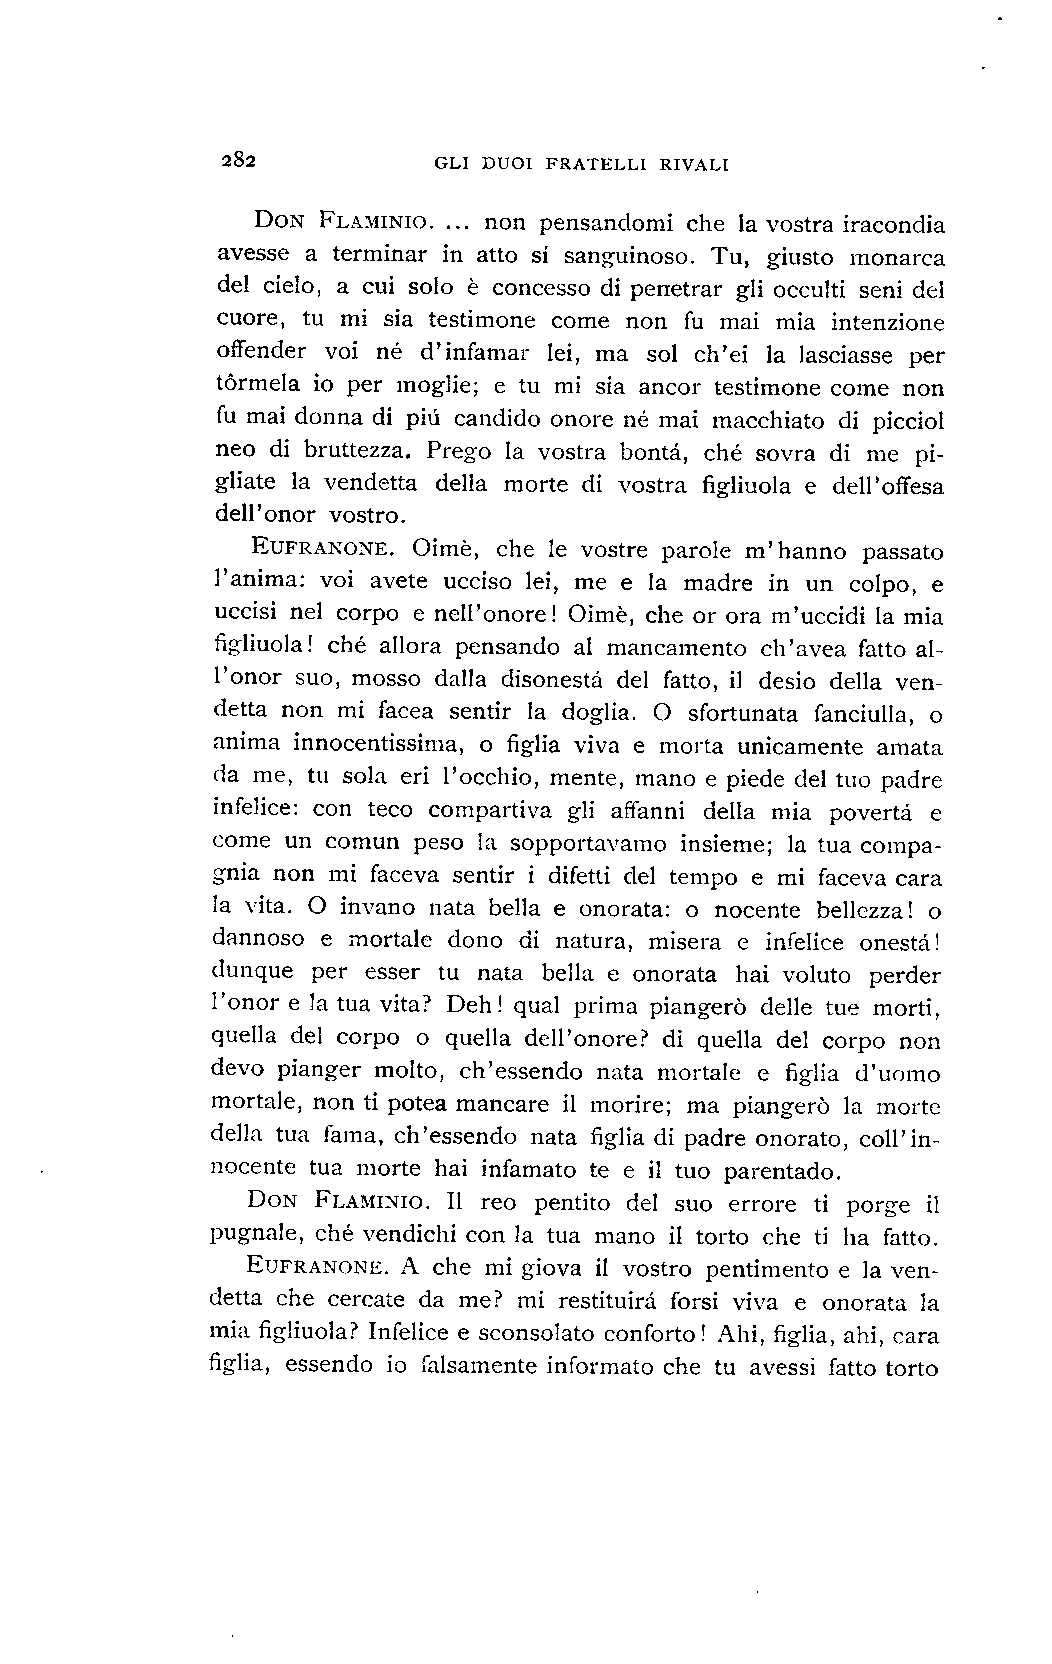 282 GLI DUOI FRATELLI RIVALI
DON FLAMINIO. ... non pensandomi che la vostra iracondia
avesse a terminar in atto sí sanguinoso. Tu, giusto monarca
del cielo, a cui solo è concesso di penetrar gli occulti seni del
cuore, tu mi sia testimone come non fu mai mia intenzione
offender voi né d'infamar lei, ma sol ch'ei la lasciasse per
tôrmela io per moglie; e tu mi sia ancor testimone come non
fu mai donna di piú candido onore né mai macchiato di picciol
neo di bruttezza. Prego la vostra bontá, ché sovra di me pi-
gliate la vendetta della morte di vostra figliuola e dell'offesa
dell'onor vostro.
EUFRANONE. Oimè, che le vostre parole m'hanno passato
l'anima: voi avete ucciso lei, me e la madre in un colpo, e
uccisi nel corpo e nell'onore! Oimè, che or ora m'uccidi la mia
figliuola! ché allora pensando al mancamento ch'avea fatto al-
l'onor suo, mosso dalla disonestá del fatto, il desio della ven-
detta non mi facea sentir la doglia. O sfortunata fanciulla, o
anima innocentissima, o figlia viva e morta unicamente amata
da me, tu sola eri l'occhio, mente, mano e piede del tuo padre
infelice: con teco compartiva gli affanni della mia povertá e
come un comun peso la sopportavamo insieme; la tua compa-
gnia non mi faceva sentir i difetti del tempo e mi faceva cara
la vita. O invano nata bella e onorata: o nocente bellezza! o
dannoso e mortale dono di natura, misera e infelice onestá!
dunque per esser tu nata bella e onorata hai voluto perder
l'onor e la tua vita? Deh! qual prima piangerò delle tue morti,
quella del corpo o quella dell'onore? di quella del corpo non
devo pianger molto, ch'essendo nata mortale e figlia d'uomo
mortale, non ti potea mancare il morire; ma piangerò la morte
della tua fama, ch'essendo nata figlia di padre onorato, coll'in-
nocente tua morte hai infamato te e il tuo parentado.
DON FLAMINIO. Il reo pentito del suo errore ti porge il
pugnale, ché vendichi con la tua mano il torto che ti ha fatto.
EUFRANONE. A che mi giova il vostro pentimento e la ven-
detta che cercate da me? mi restituirá forsi viva e onorata la
mia figliuola? Infelice e sconsolato conforto! Ahi, figlia, ahi, cara
figlia, essendo io falsamente informato che tu avessi fatto torto